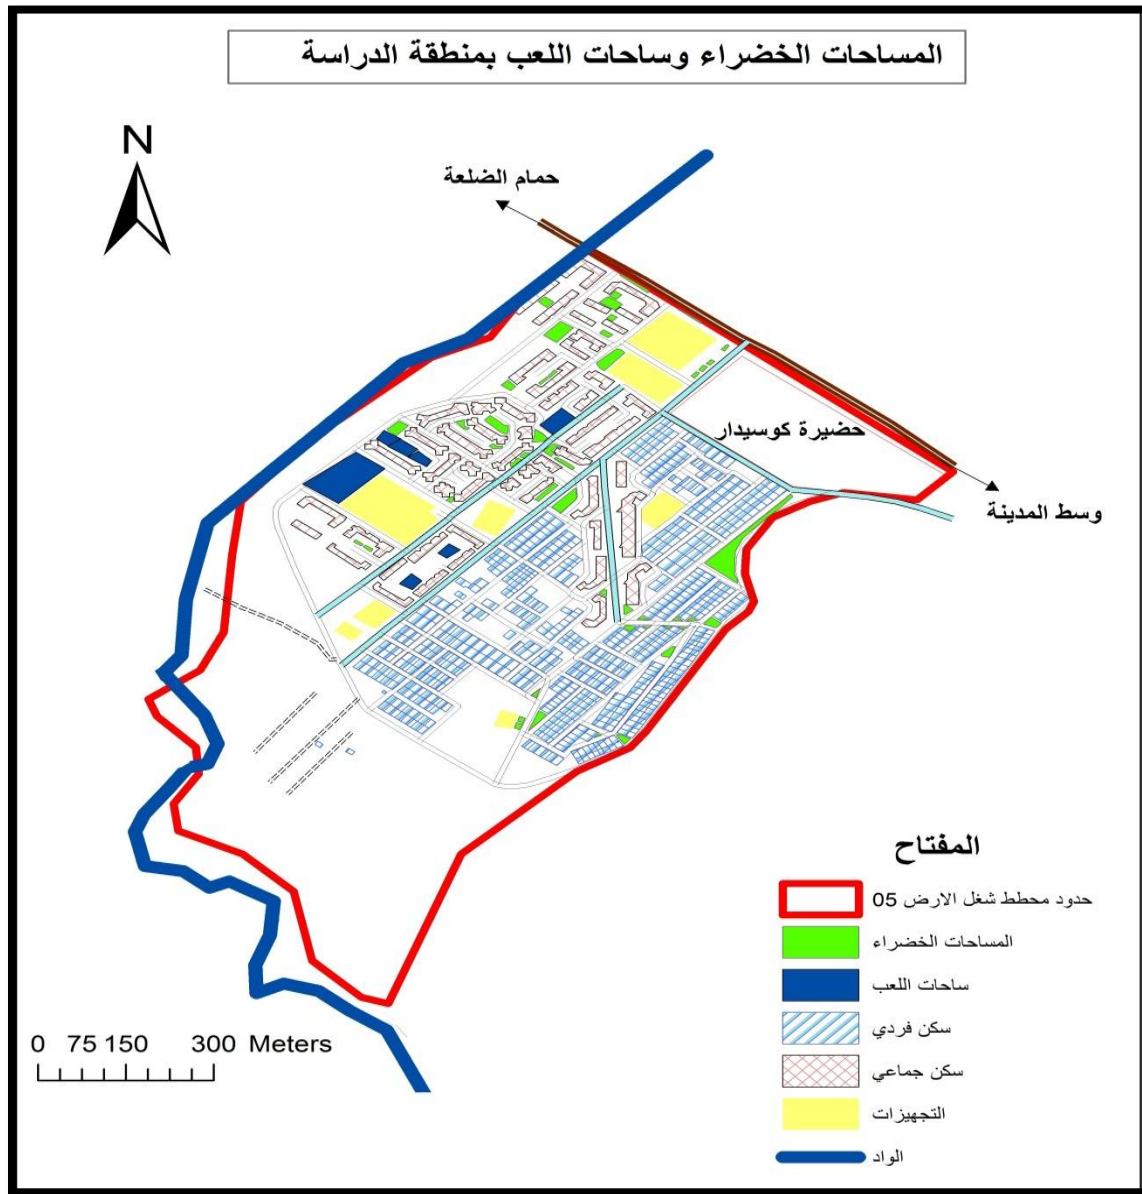 المساحات الخضراء وساحات اللعب بمنطقة الدراسة
N
حمام الضلعة
حضيرة كوسيدار
وسط المدينة
المفتاح
حدود مخطط شغل الارض 05
المساحات الخضراء
ساحات اللعب
سكن فردي
سكن جماعي
التجهيزات
الواد
0 75 150 300 Meters